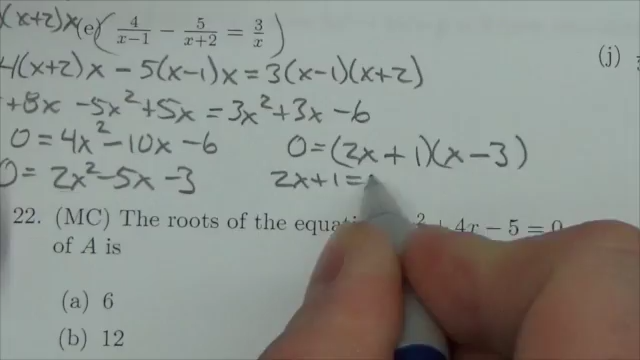 (x+2)x (e) ( 4/(x−1) − 5/(x+2) = 3/x )
(j)
4(x+2)x − 5(x−1)x = 3(x−1)(x+2)
+8x −5x²+5x = 3x²+3x −6
0 = 4x²−10x −6
0 = (2x + 1)(x − 3)
0 = 2x²−5x −3
2x+1 =
22. (MC) The roots of the equati ² + 4x − 5 = 0
of A is
(a) 6
(b) 12